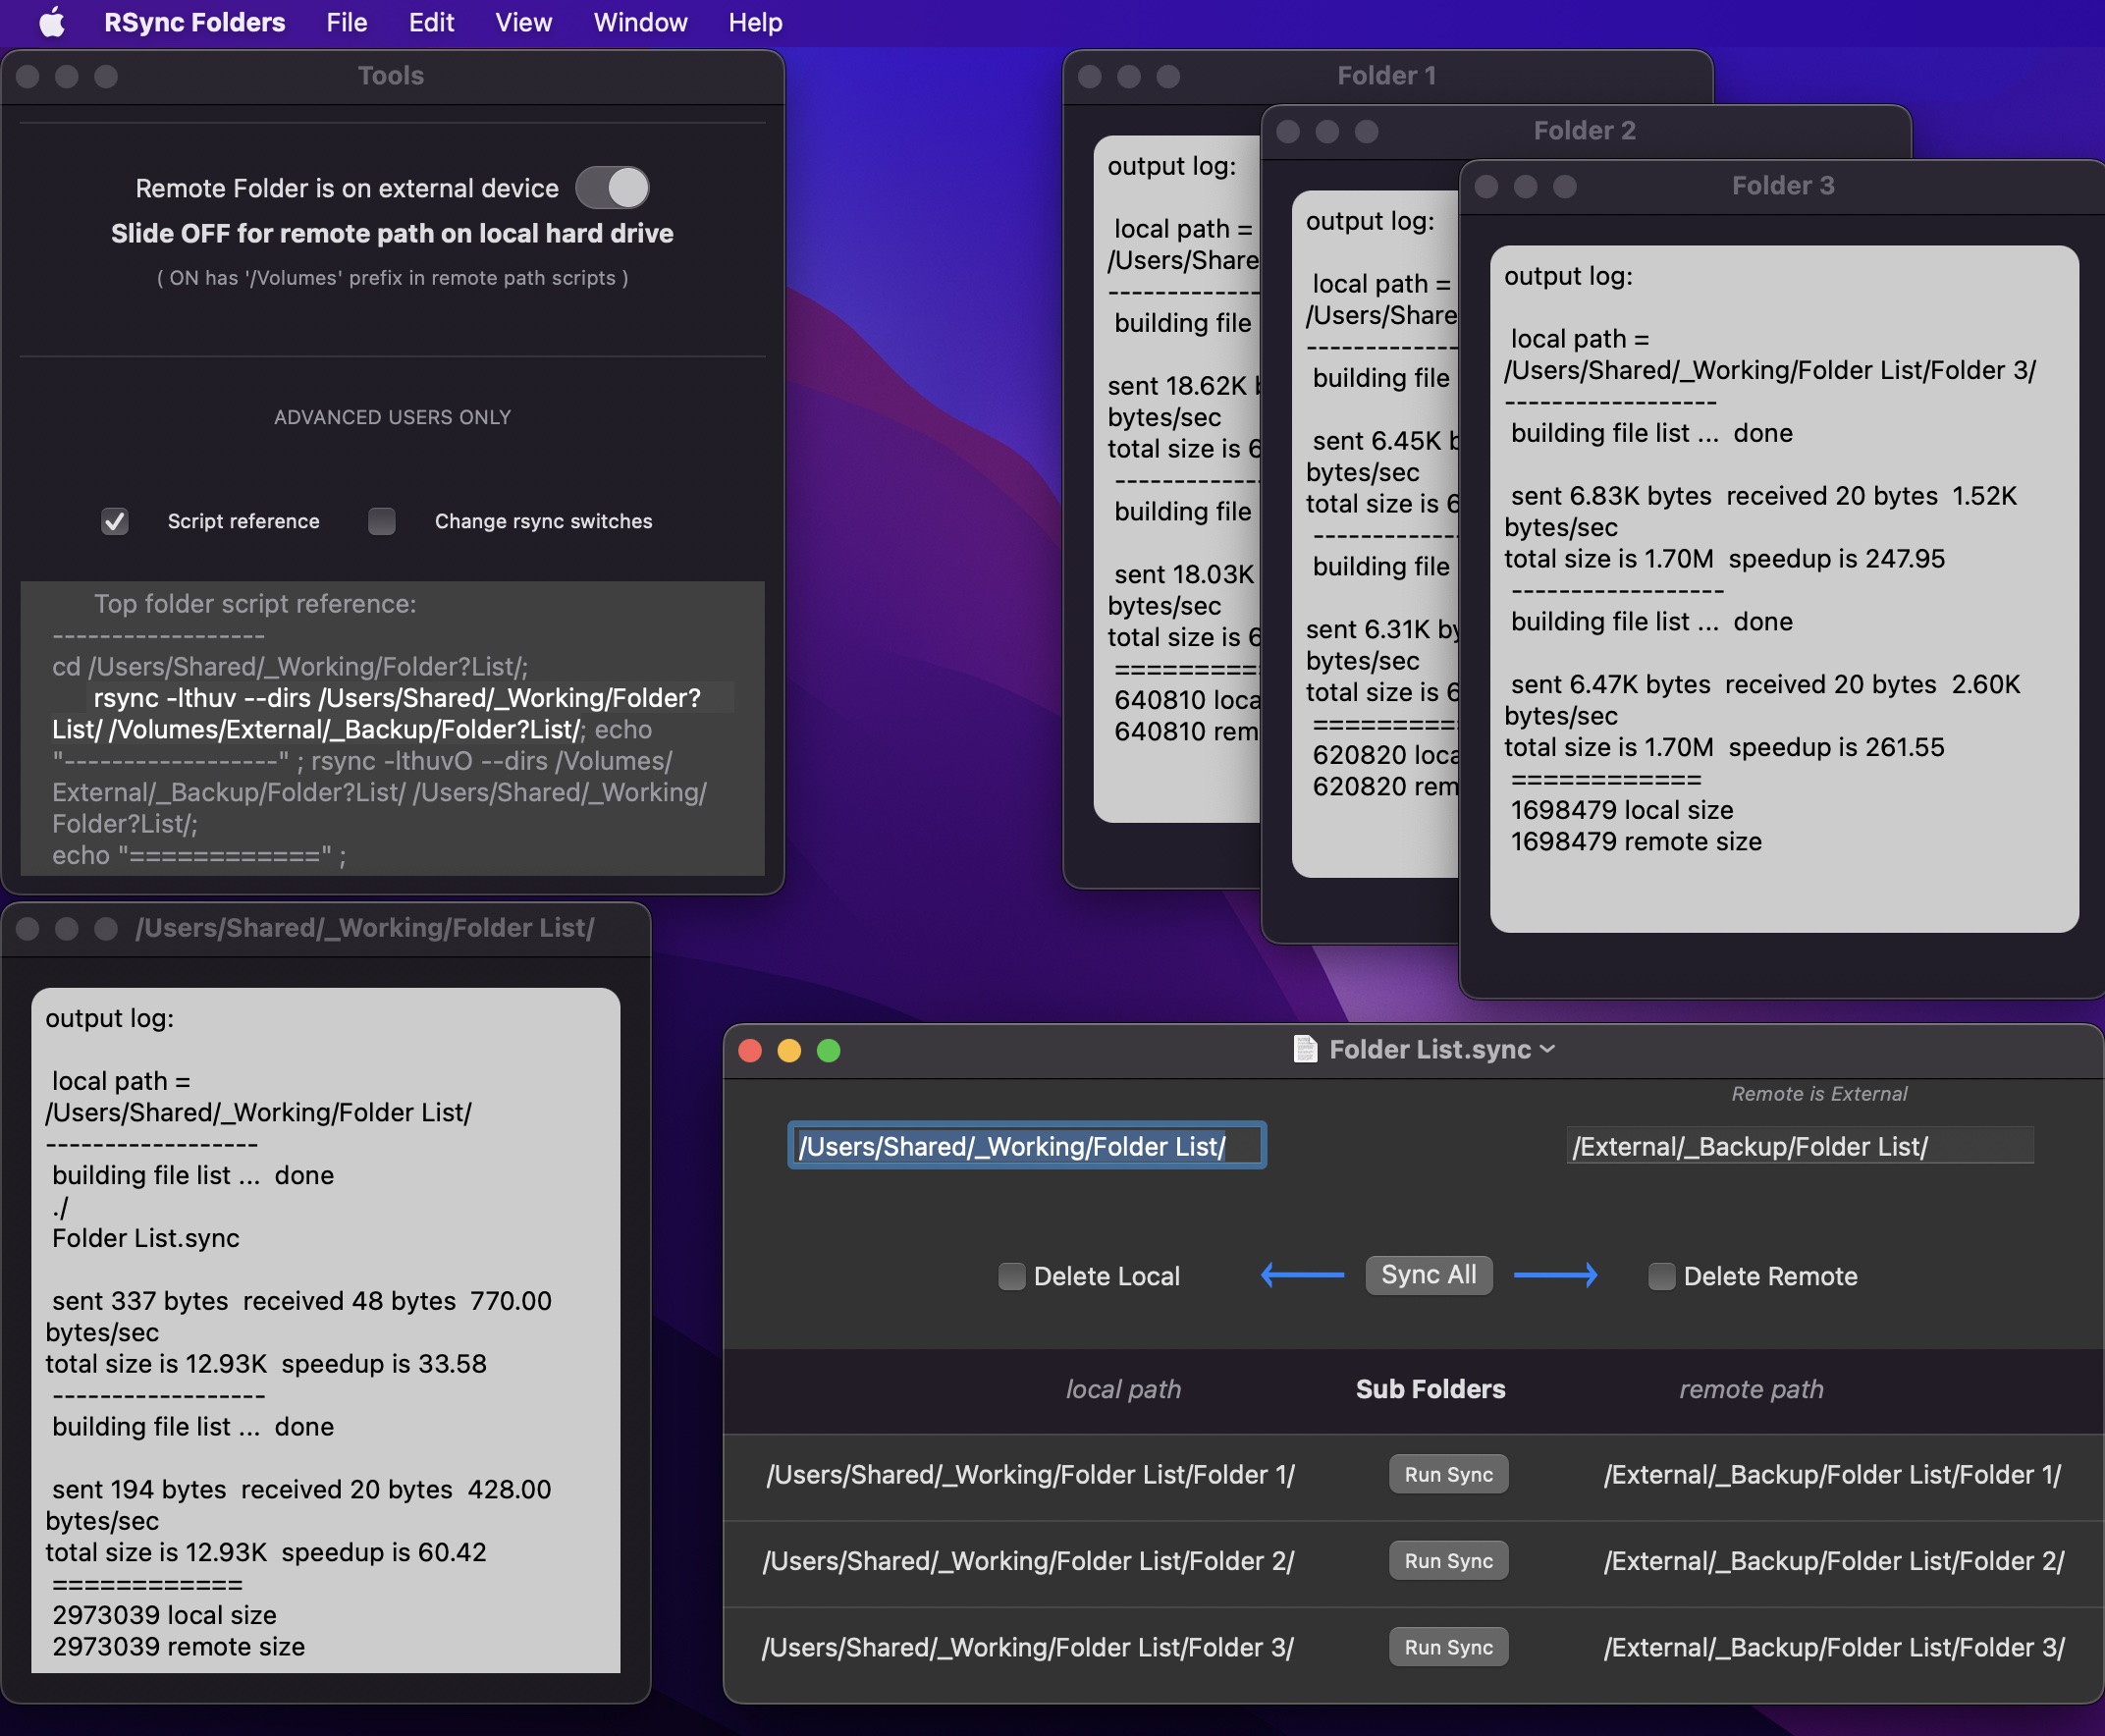 RSync Folders File Edit View Window Help
Tools
Remote Folder is on external device
Slide OFF for remote path on local hard drive
( ON has '/Volumes' prefix in remote path scripts )
ADVANCED USERS ONLY
Script reference Change rsync switches
Top folder script reference:
------------------
cd /Users/Shared/_Working/Folder?List/;
rsync -lthuv --dirs /Users/Shared/_Working/Folder?
List/ /Volumes/External/_Backup/Folder?List/; echo
"------------------" ; rsync -lthuvO --dirs /Volumes/
External/_Backup/Folder?List/ /Users/Shared/_Working/
Folder?List/;
echo "============" ;
Folder 1
output log:
local path =
/Users/Share
------------
building file
sent 18.62K
bytes/sec
total size is 6
------------
building file
sent 18.03K
bytes/sec
total size is 6
==========
640810 loca
640810 rem
Folder 2
output log:
local path =
/Users/Share
-------------
building file
sent 6.45K b
bytes/sec
total size is 6
-------------
building file
sent 6.31K by
bytes/sec
total size is 6
==========
620820 loca
620820 rem
Folder 3
output log:
local path =
/Users/Shared/_Working/Folder List/Folder 3/
------------------
building file list ... done
sent 6.83K bytes received 20 bytes 1.52K
bytes/sec
total size is 1.70M speedup is 247.95
------------------
building file list ... done
sent 6.47K bytes received 20 bytes 2.60K
bytes/sec
total size is 1.70M speedup is 261.55
============
1698479 local size
1698479 remote size
/Users/Shared/_Working/Folder List/
output log:
local path =
/Users/Shared/_Working/Folder List/
------------------
building file list ... done
./
Folder List.sync
sent 337 bytes received 48 bytes 770.00
bytes/sec
total size is 12.93K speedup is 33.58
------------------
building file list ... done
sent 194 bytes received 20 bytes 428.00
bytes/sec
total size is 12.93K speedup is 60.42
============
2973039 local size
2973039 remote size
Folder List.sync
Remote is External
/Users/Shared/_Working/Folder List/ /External/_Backup/Folder List/
Delete Local Sync All Delete Remote
local path Sub Folders remote path
/Users/Shared/_Working/Folder List/Folder 1/ Run Sync /External/_Backup/Folder List/Folder 1/
/Users/Shared/_Working/Folder List/Folder 2/ Run Sync /External/_Backup/Folder List/Folder 2/
/Users/Shared/_Working/Folder List/Folder 3/ Run Sync /External/_Backup/Folder List/Folder 3/